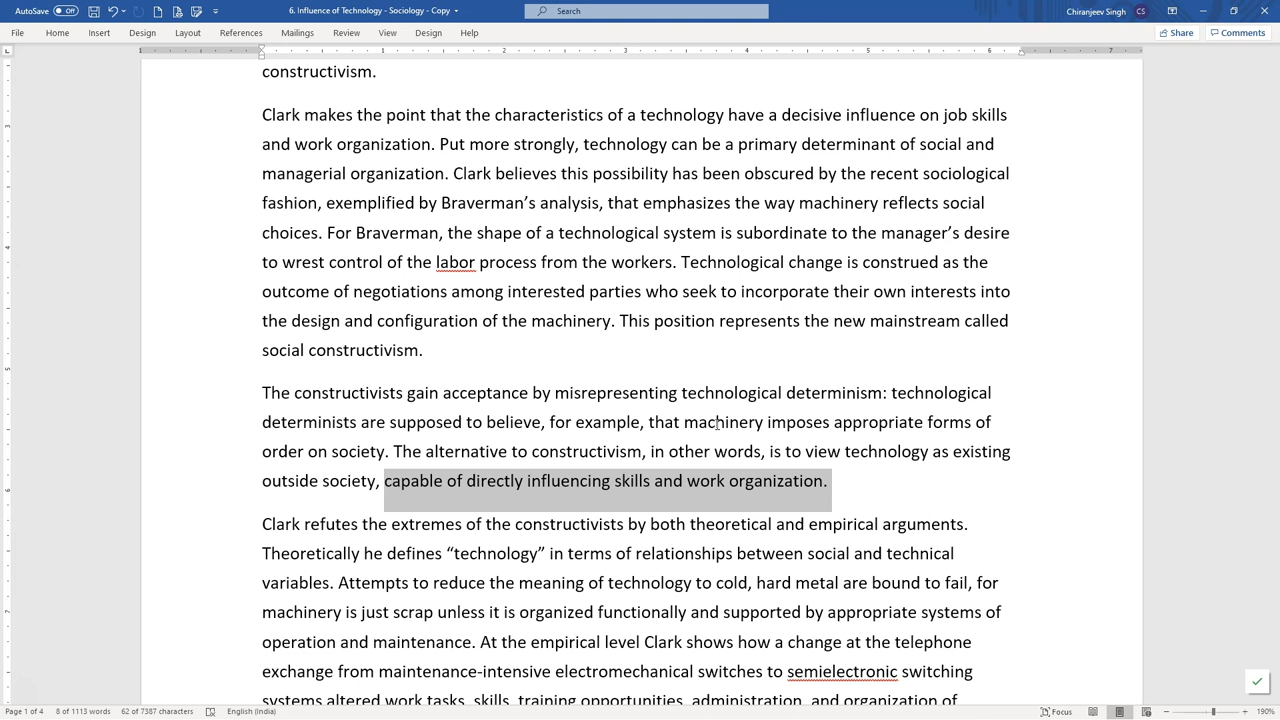 AutoSave Off 6. Influence of Technology - Sociology - Copy Search Chiranjeev Singh CS
File Home Insert Design Layout References Mailings Review View Design Help Share Comments
1 1 2 3 4 5 6 7
constructivism.
Clark makes the point that the characteristics of a technology have a decisive influence on job skills
and work organization. Put more strongly, technology can be a primary determinant of social and
managerial organization. Clark believes this possibility has been obscured by the recent sociological
fashion, exemplified by Braverman’s analysis, that emphasizes the way machinery reflects social
choices. For Braverman, the shape of a technological system is subordinate to the manager’s desire
to wrest control of the labor process from the workers. Technological change is construed as the
outcome of negotiations among interested parties who seek to incorporate their own interests into
the design and configuration of the machinery. This position represents the new mainstream called
social constructivism.
The constructivists gain acceptance by misrepresenting technological determinism: technological
determinists are supposed to believe, for example, that machinery imposes appropriate forms of
order on society. The alternative to constructivism, in other words, is to view technology as existing
outside society, capable of directly influencing skills and work organization.
Clark refutes the extremes of the constructivists by both theoretical and empirical arguments.
Theoretically he defines “technology” in terms of relationships between social and technical
variables. Attempts to reduce the meaning of technology to cold, hard metal are bound to fail, for
machinery is just scrap unless it is organized functionally and supported by appropriate systems of
operation and maintenance. At the empirical level Clark shows how a change at the telephone
exchange from maintenance-intensive electromechanical switches to semielectronic switching
systems altered work tasks, skills, training opportunities, administration, and organization of
Page 1 of 4 8 of 1113 words 62 of 7387 characters English (India) Focus 190%